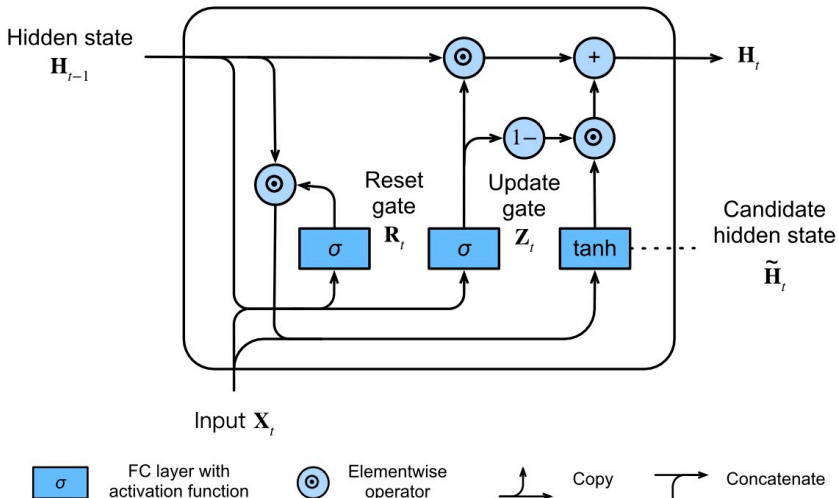 Hidden state
H_{t−1}
H_t
+
1−
Reset
gate
R_t
Update
gate
Z_t
Candidate
hidden state
H̃_t
σ
σ
tanh
Input X_t
σ
FC layer with
activation function
Elementwise
operator
Copy
Concatenate